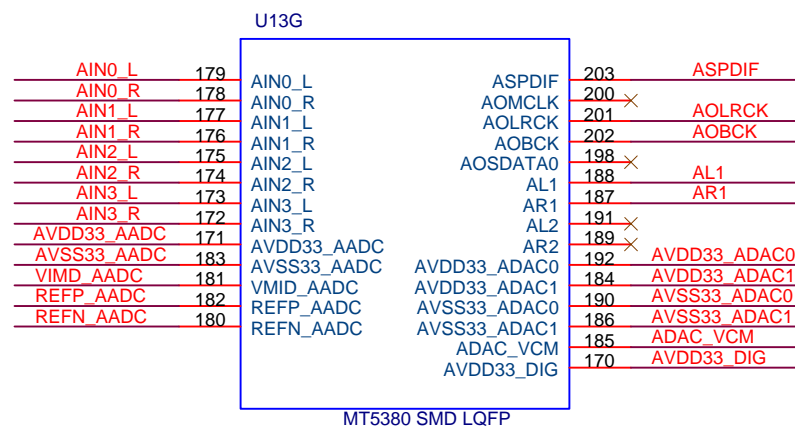 U13G
AIN0_L 179 AIN0_L ASPDIF 203 ASPDIF
AIN0_R 178 AIN0_R AOMCLK 200
AIN1_L 177 AIN1_L AOLRCK 201 AOLRCK
AIN1_R 176 AIN1_R AOBCK 202 AOBCK
AIN2_L 175 AIN2_L AOSDATA0 198
AIN2_R 174 AIN2_R AL1 188 AL1
AIN3_L 173 AIN3_L AR1 187 AR1
AIN3_R 172 AIN3_R AL2 191
AVDD33_AADC 171 AVDD33_AADC AR2 189
AVSS33_AADC 183 AVSS33_AADC AVDD33_ADAC0 192 AVDD33_ADAC0
VIMD_AADC 181 VMID_AADC AVDD33_ADAC1 184 AVDD33_ADAC1
REFP_AADC 182 REFP_AADC AVSS33_ADAC0 190 AVSS33_ADAC0
REFN_AADC 180 REFN_AADC AVSS33_ADAC1 186 AVSS33_ADAC1
ADAC_VCM 185 ADAC_VCM
AVDD33_DIG 170 AVDD33_DIG
MT5380 SMD LQFP